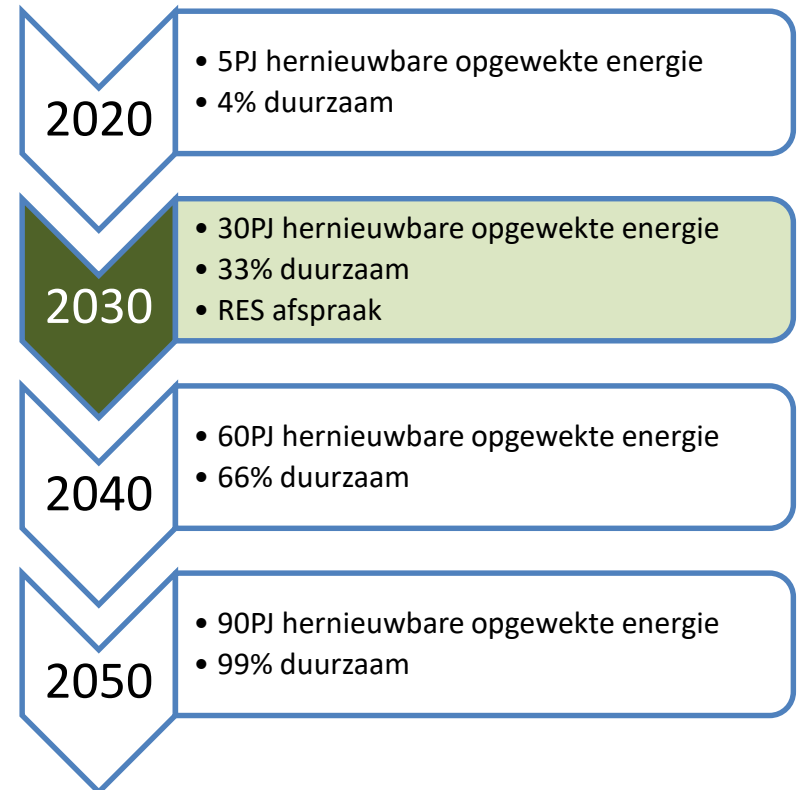 2020
• 5PJ hernieuwbare opgewekte energie
• 4% duurzaam
2030
• 30PJ hernieuwbare opgewekte energie
• 33% duurzaam
• RES afspraak
2040
• 60PJ hernieuwbare opgewekte energie
• 66% duurzaam
2050
• 90PJ hernieuwbare opgewekte energie
• 99% duurzaam